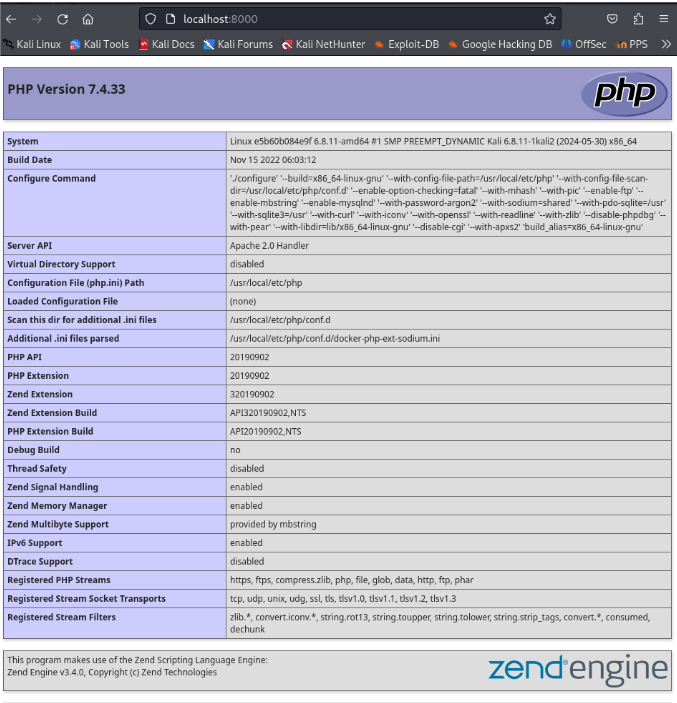 localhost:8000
Kali Linux Kali Tools Kali Docs Kali Forums Kali NetHunter Exploit-DB Google Hacking DB OffSec PPS
PHP Version 7.4.33
php
System Linux e5b60b084e9f 6.8.11-amd64 #1 SMP PREEMPT_DYNAMIC Kali 6.8.11-1kali2 (2024-05-30) x86_64
Build Date Nov 15 2022 06:03:12
Configure Command './configure' '--build=x86_64-linux-gnu' '--with-config-file-path=/usr/local/etc/php' '--with-config-file-scan-
dir=/usr/local/etc/php/conf.d' '--enable-option-checking=fatal' '--with-mhash' '--with-pic' '--enable-ftp' '--
enable-mbstring' '--enable-mysqlnd' '--with-password-argon2' '--with-sodium=shared' '--with-pdo-sqlite=/usr'
'--with-sqlite3=/usr' '--with-curl' '--with-iconv' '--with-openssl' '--with-readline' '--with-zlib' '--disable-phpdbg' '--
with-pear' '--with-libdir=lib/x86_64-linux-gnu' '--disable-cgi' '--with-apxs2' 'build_alias=x86_64-linux-gnu'
Server API Apache 2.0 Handler
Virtual Directory Support disabled
Configuration File (php.ini) Path /usr/local/etc/php
Loaded Configuration File (none)
Scan this dir for additional .ini files /usr/local/etc/php/conf.d
Additional .ini files parsed /usr/local/etc/php/conf.d/docker-php-ext-sodium.ini
PHP API 20190902
PHP Extension 20190902
Zend Extension 320190902
Zend Extension Build API320190902,NTS
PHP Extension Build API20190902,NTS
Debug Build no
Thread Safety disabled
Zend Signal Handling enabled
Zend Memory Manager enabled
Zend Multibyte Support provided by mbstring
IPv6 Support enabled
DTrace Support disabled
Registered PHP Streams https, ftps, compress.zlib, php, file, glob, data, http, ftp, phar
Registered Stream Socket Transports tcp, udp, unix, udg, ssl, tls, tlsv1.0, tlsv1.1, tlsv1.2, tlsv1.3
Registered Stream Filters zlib.*, convert.iconv.*, string.rot13, string.toupper, string.tolower, string.strip_tags, convert.*, consumed,
dechunk
This program makes use of the Zend Scripting Language Engine:
Zend Engine v3.4.0, Copyright (c) Zend Technologies
zend engine